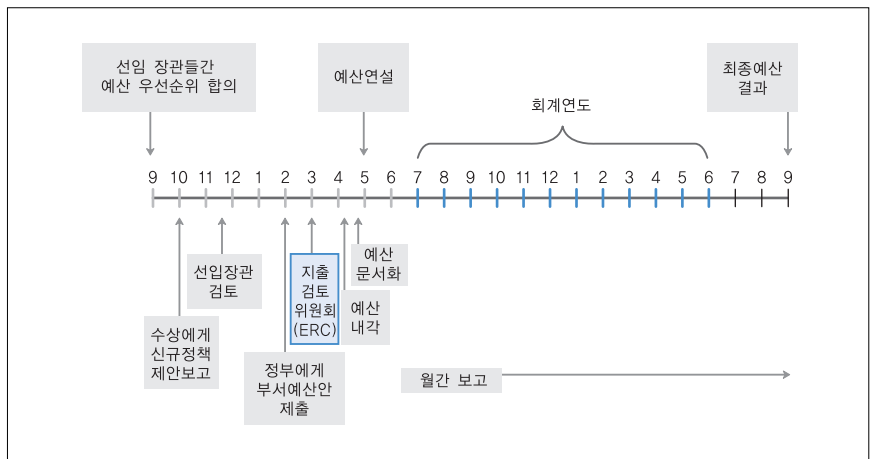 선임 장관들간
예산 우선순위 합의
예산연설
최종예산
결과
회계연도
9 10 11 12 1 2 3 4 5 6 7 8 9 10 11 12 1 2 3 4 5 6 7 8 9
선입장관
검토
지출
검토
위원회
(ERC)
예산
문서화
예산
내각
수상에게
신규정책
제안보고
정부에게
부서예산안
제출
월간 보고